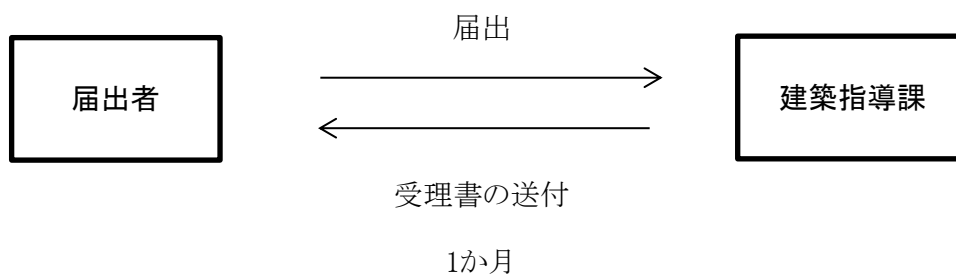 届出
届出者
建築指導課
受理書の送付
1か月